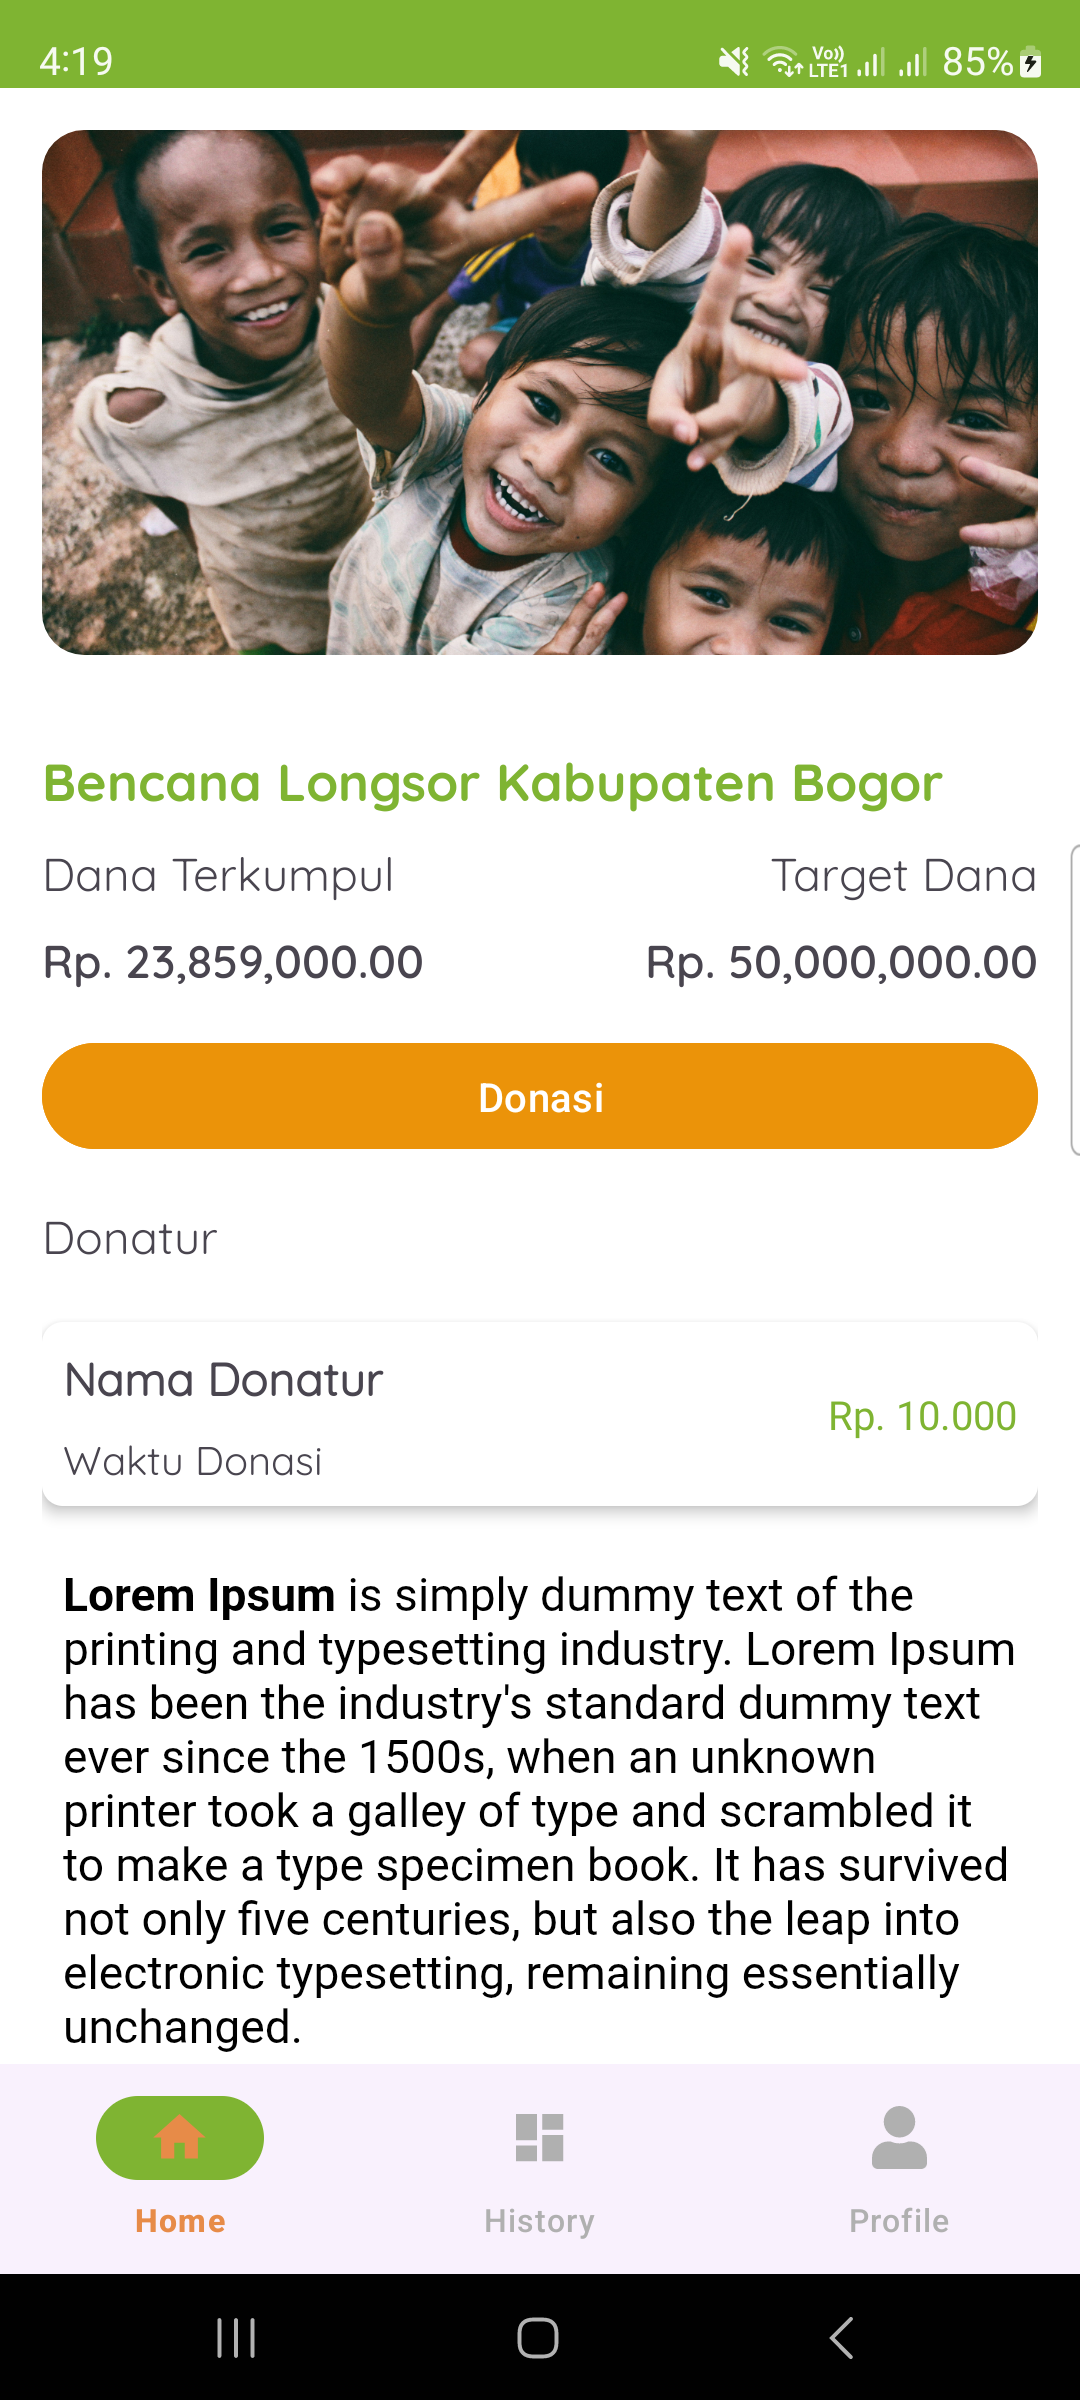 4:19
Vo))
LTE1
85%
Bencana Longsor Kabupaten Bogor
Dana Terkumpul
Target Dana
Rp. 23,859,000.00
Rp. 50,000,000.00
Donasi
Donatur
Nama Donatur
Rp. 10.000
Waktu Donasi
Lorem Ipsum is simply dummy text of the
printing and typesetting industry. Lorem Ipsum
has been the industry's standard dummy text
ever since the 1500s, when an unknown
printer took a galley of type and scrambled it
to make a type specimen book. It has survived
not only five centuries, but also the leap into
electronic typesetting, remaining essentially
unchanged.
Home
History
Profile